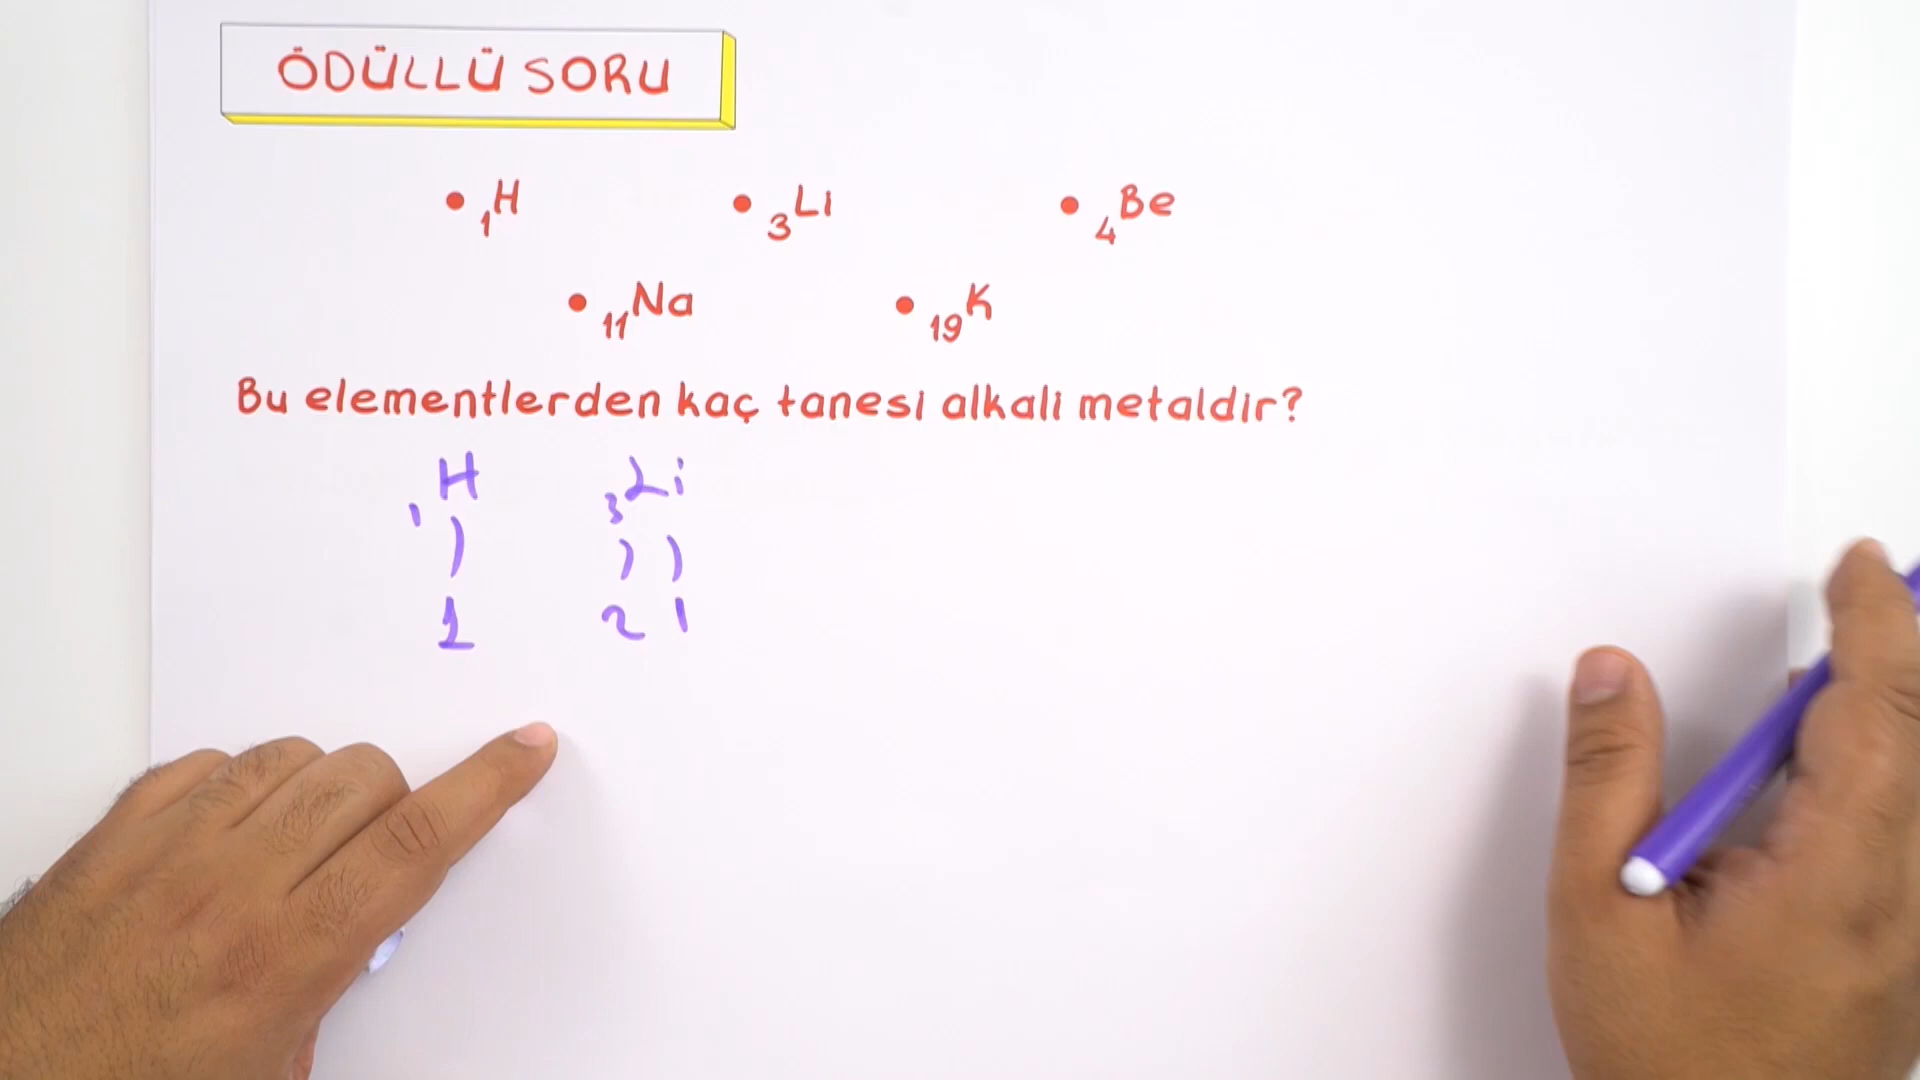 ÖDÜLLÜ SORU
• ₁H • ₃Li • ₄Be
• ₁₁Na • ₁₉K
Bu elementlerden kaç tanesi alkali metaldir?
₁H ₃Li
) ) )
1 2 1